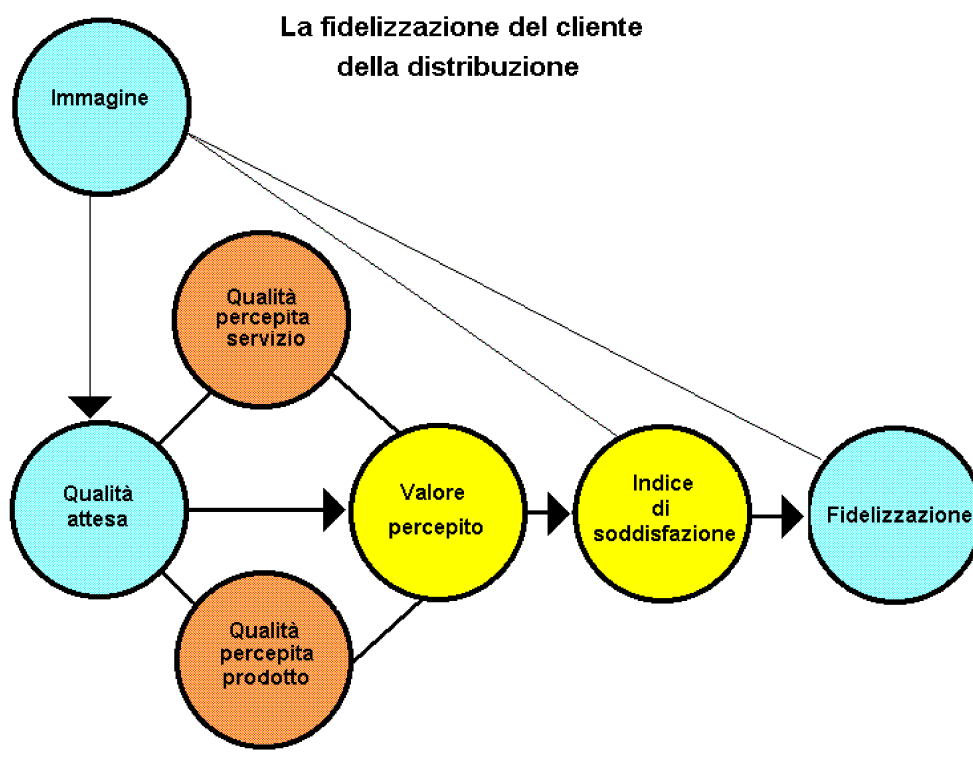 La fidelizzazione del cliente
della distribuzione
Immagine
Qualità
percepita
servizio
Qualità
attesa
Valore
percepito
Indice
di
soddisfazione
Fidelizzazione
Qualità
percepita
prodotto